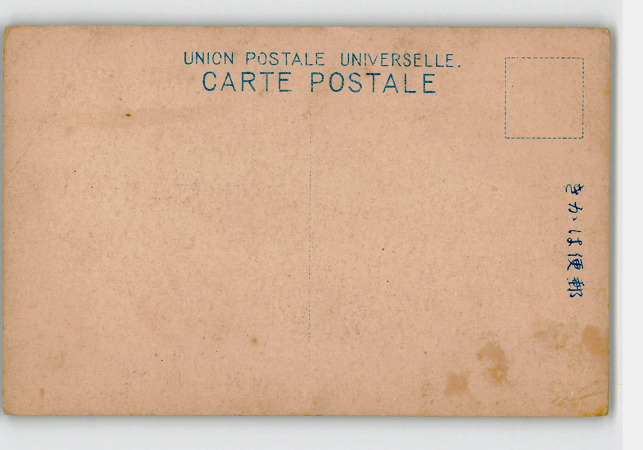 UNION POSTALE UNIVERSELLE.
CARTE POSTALE
郵便はかき